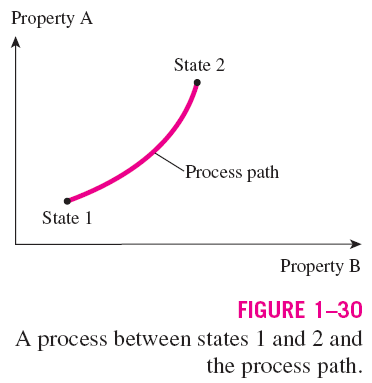 Property A
State 2
Process path
State 1
Property B
FIGURE 1–30
A process between states 1 and 2 and
the process path.